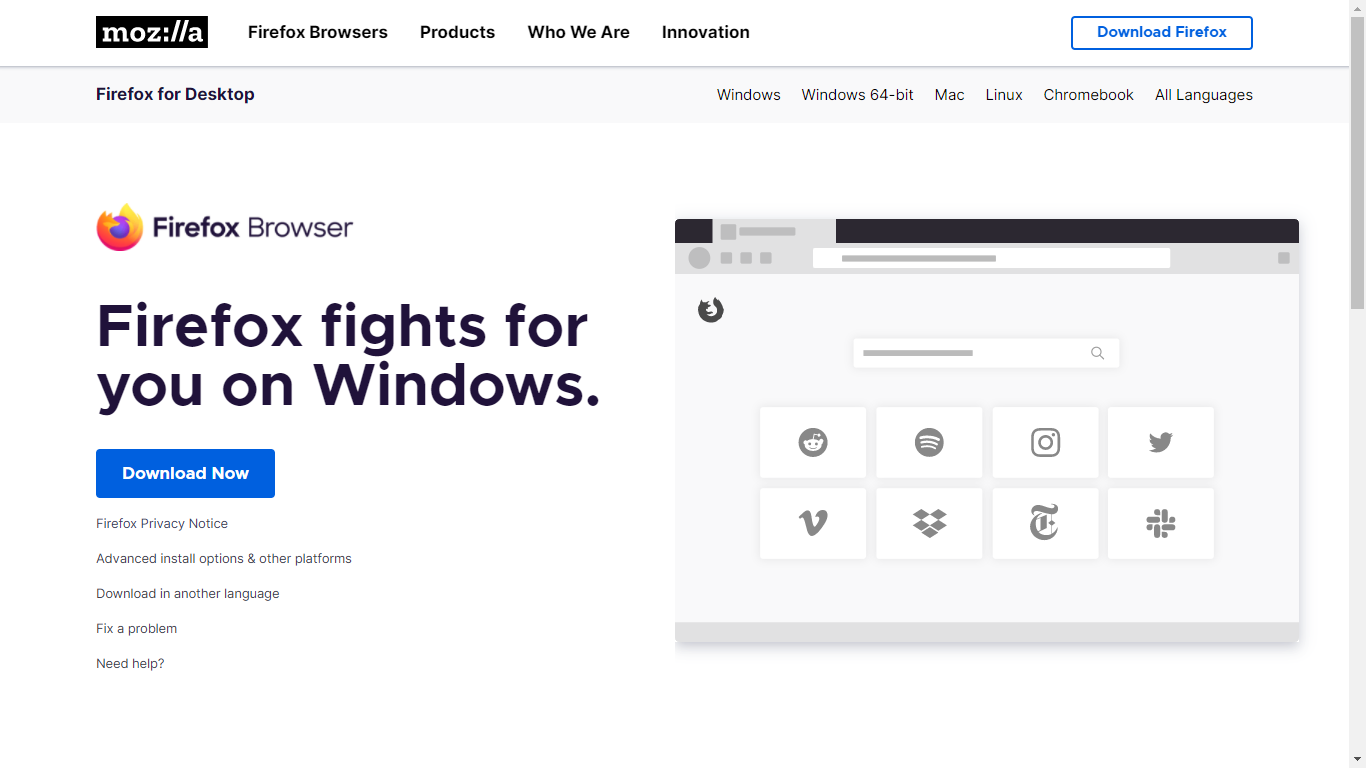 moz://a
Firefox Browsers Products Who We Are Innovation Download Firefox
Firefox for Desktop Windows Windows 64-bit Mac Linux Chromebook All Languages
Firefox Browser
Firefox fights for
you on Windows.
Download Now
Firefox Privacy Notice
Advanced install options & other platforms
Download in another language
Fix a problem
Need help?